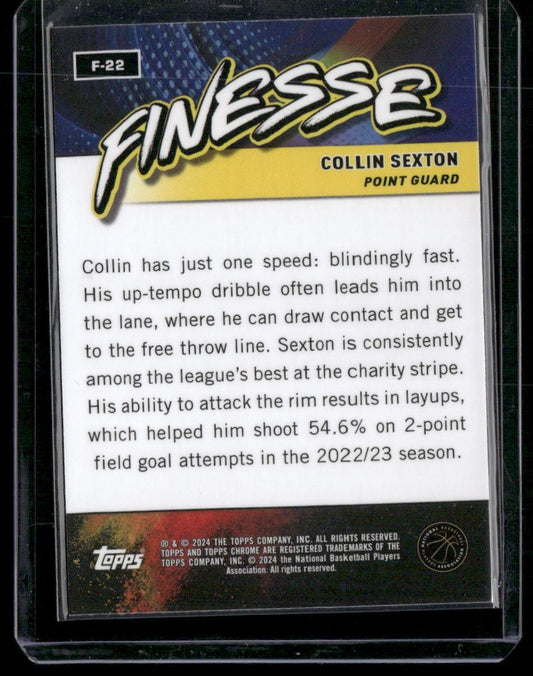 F-22
FINESSE
COLLIN SEXTON
POINT GUARD
Collin has just one speed: blindingly fast.
His up-tempo dribble often leads him into
the lane, where he can draw contact and get
to the free throw line. Sexton is consistently
among the league's best at the charity stripe.
His ability to attack the rim results in layups,
which helped him shoot 54.6% on 2-point
field goal attempts in the 2022/23 season.
TOPPS
® & © 2024 THE TOPPS COMPANY, INC. ALL RIGHTS RESERVED.
TOPPS AND TOPPS CHROME ARE REGISTERED TRADEMARKS OF THE
TOPPS COMPANY, INC. © 2024 the National Basketball Players
Association. All rights reserved.
NATIONAL BASKETBALL
PLAYERS ASSOCIATION